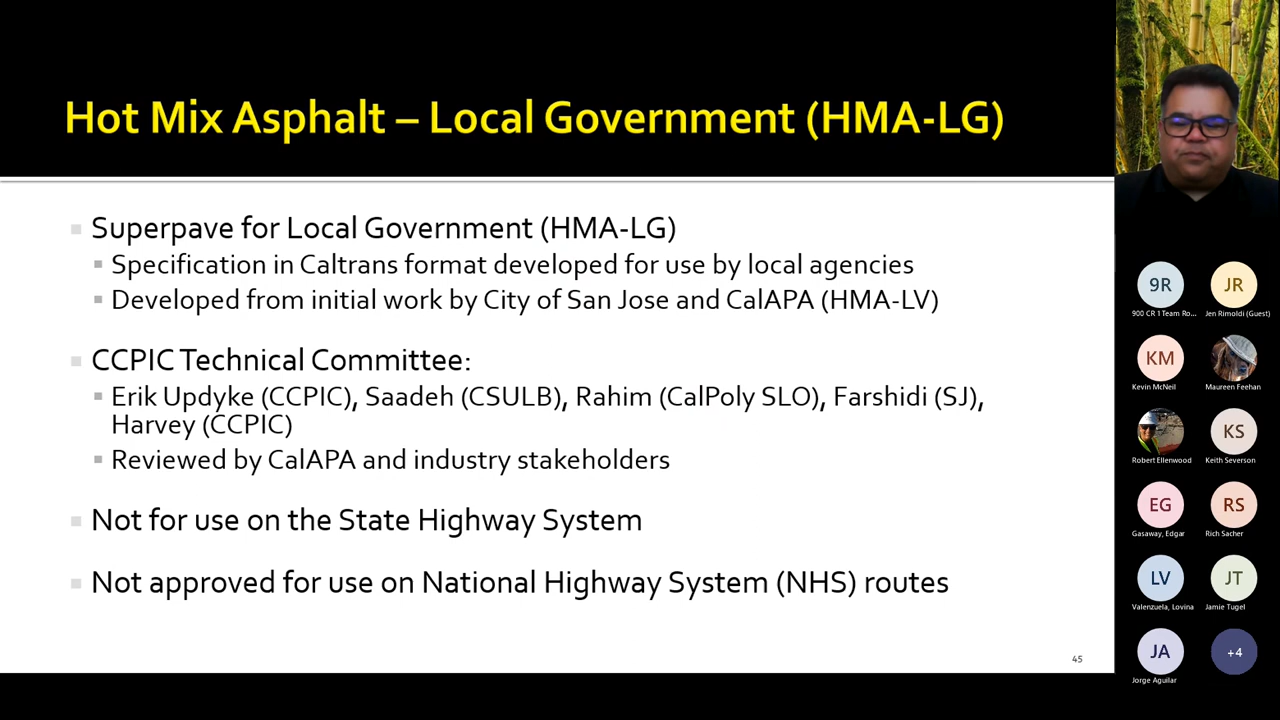 Hot Mix Asphalt – Local Government (HMA-LG)
Superpave for Local Government (HMA-LG)
Specification in Caltrans format developed for use by local agencies
Developed from initial work by City of San Jose and CalAPA (HMA-LV)
CCPIC Technical Committee:
Erik Updyke (CCPIC), Saadeh (CSULB), Rahim (CalPoly SLO), Farshidi (SJ),
Harvey (CCPIC)
Reviewed by CalAPA and industry stakeholders
Not for use on the State Highway System
Not approved for use on National Highway System (NHS) routes
45
9R
JR
900 CR 1 Team Ro...
Jen Rimoldi (Guest)
KM
Kevin McNeil
Maureen Feehan
KS
Robert Ellenwood
Keith Severson
EG
RS
Gasaway, Edgar
Rich Sacher
LV
JT
Valenzuela, Lovina
Jamie Tugel
JA
+4
Jorge Aguilar